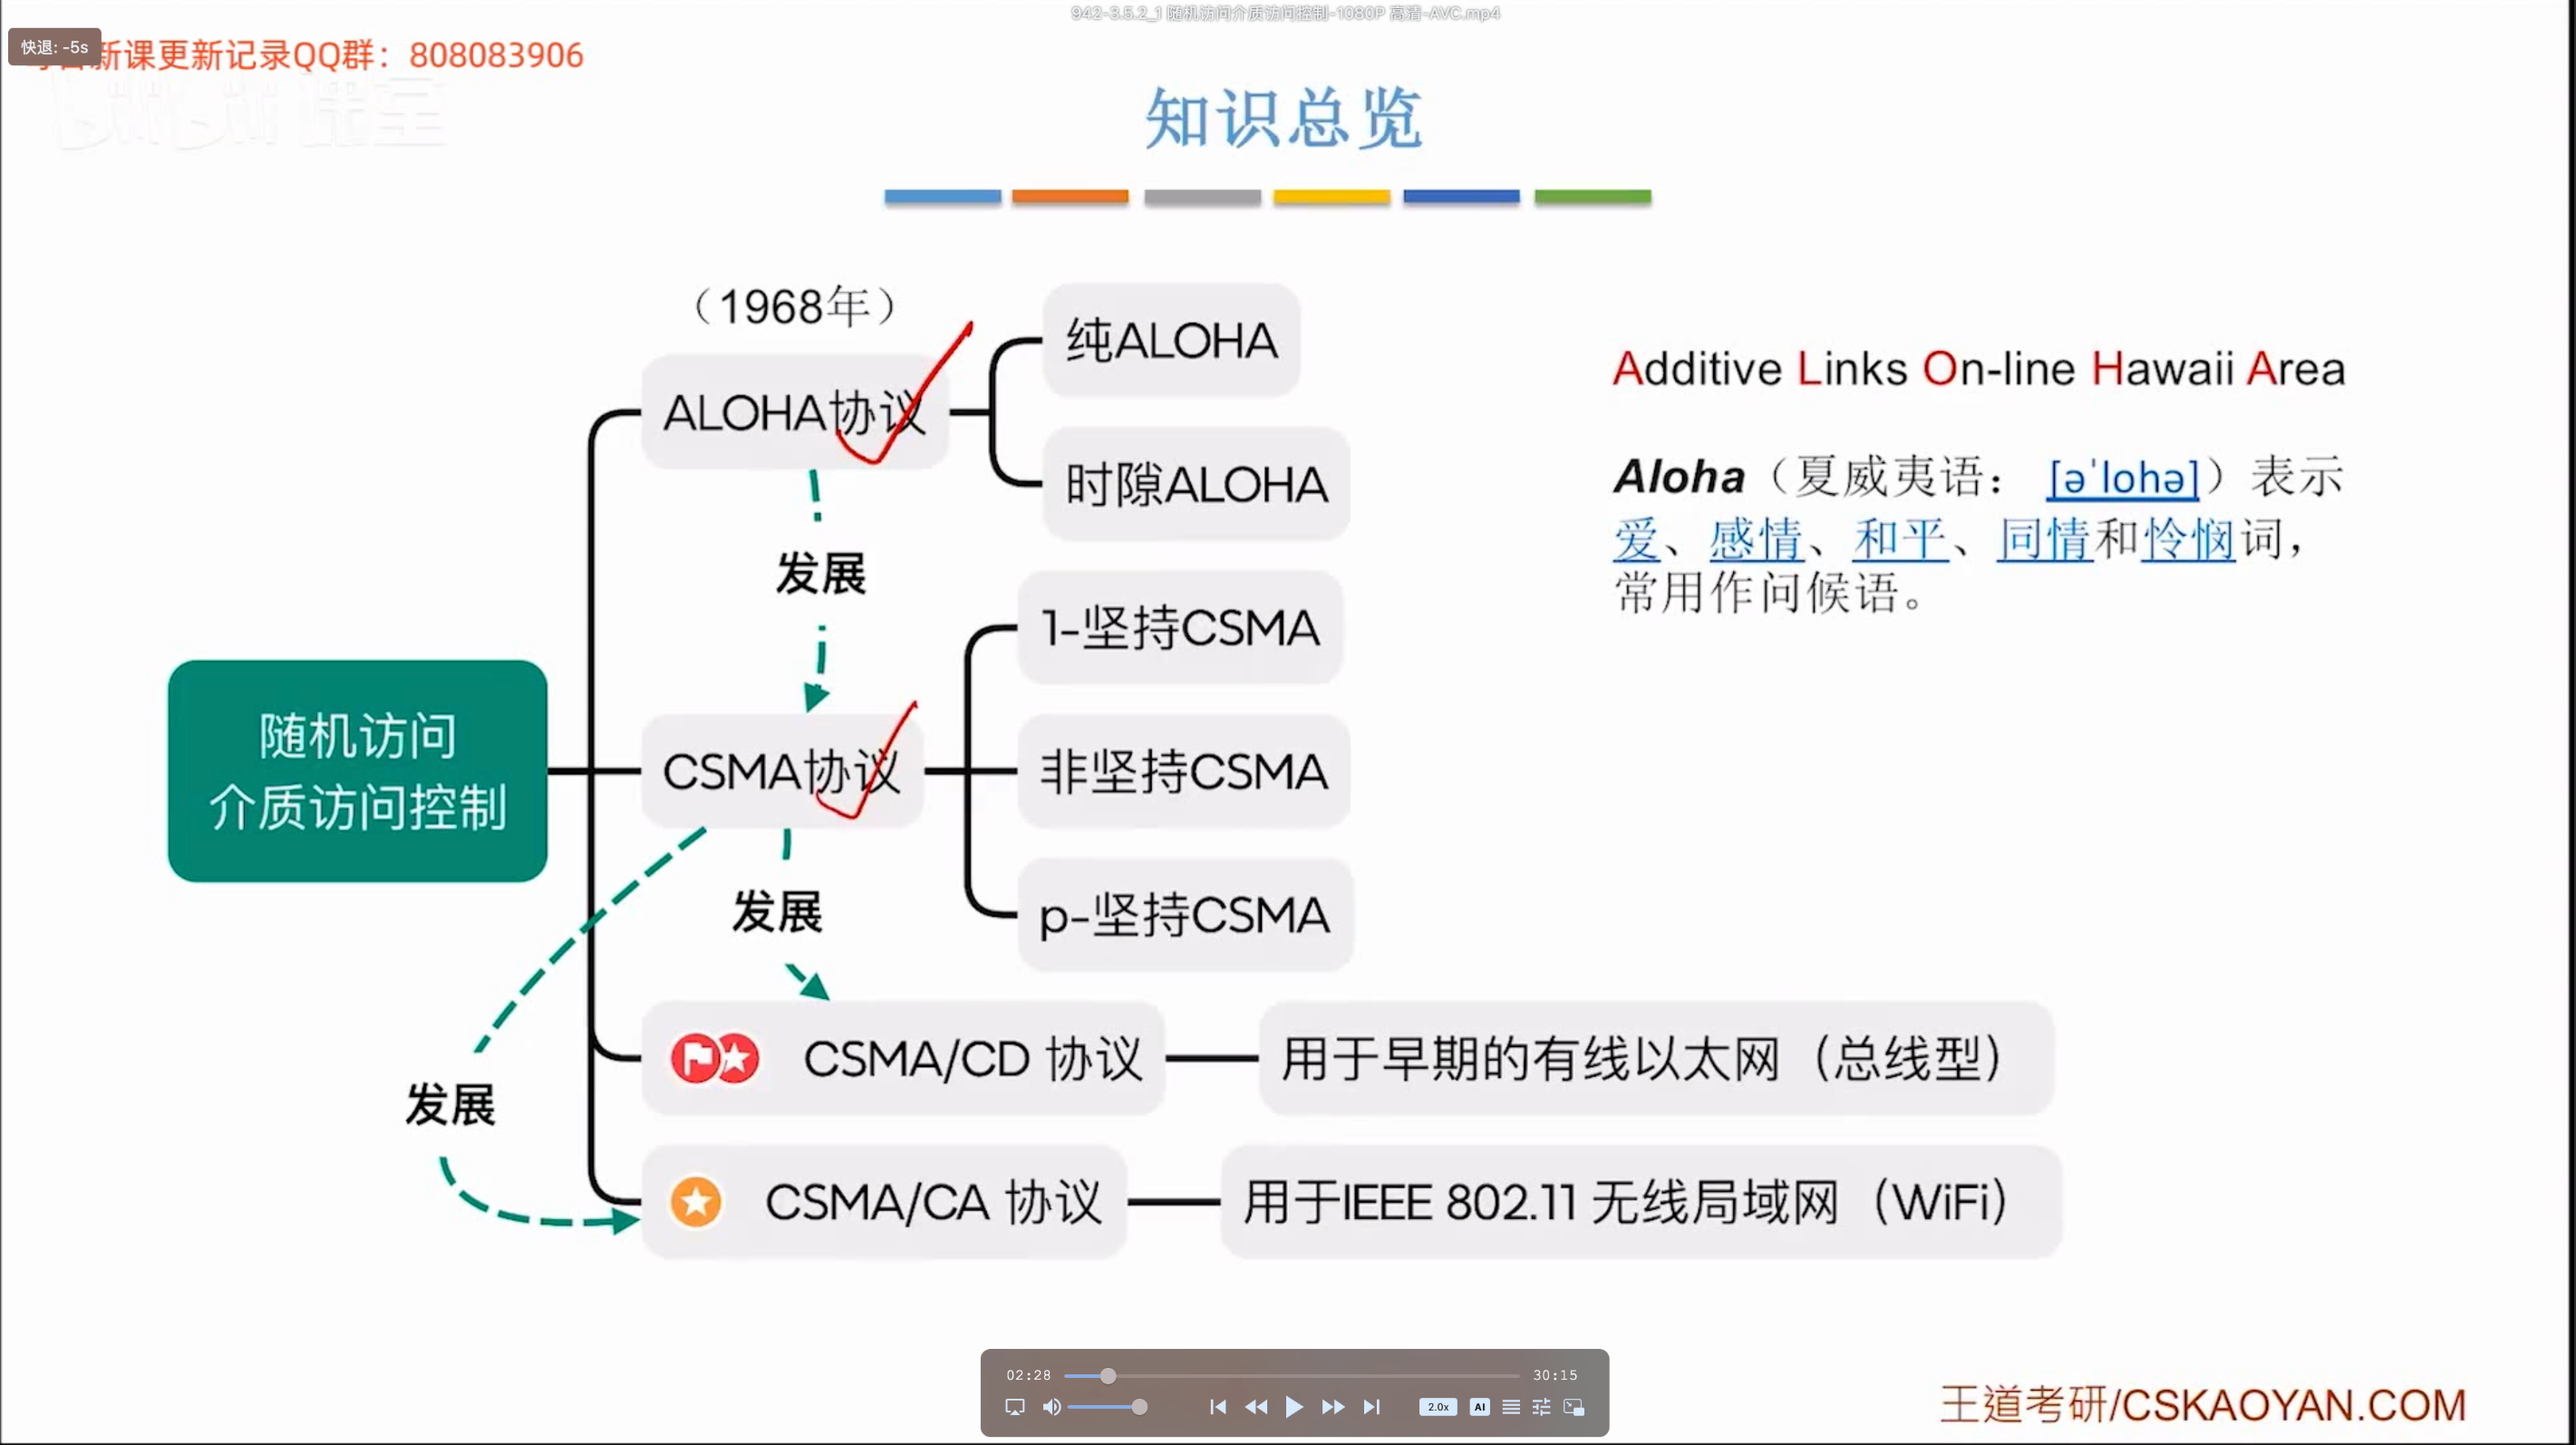 942-3.5.2_1 随机访问介质访问控制-1080P 高清-AVC.mp4
快退: -5s
新课更新记录QQ群：808083906
bilibili 课堂
知识总览
（1968年）
ALOHA协议
纯ALOHA
时隙ALOHA
Additive Links On-line Hawaii Area
Aloha（夏威夷语： [əˈlohə]）表示
爱、感情、和平、同情和怜悯词，
常用作问候语。
发展
随机访问
介质访问控制
CSMA协议
1-坚持CSMA
非坚持CSMA
p-坚持CSMA
发展
发展
CSMA/CD 协议
用于早期的有线以太网（总线型）
CSMA/CA 协议
用于IEEE 802.11 无线局域网（WiFi）
02:28
30:15
2.0x
AI
王道考研/CSKAOYAN.COM